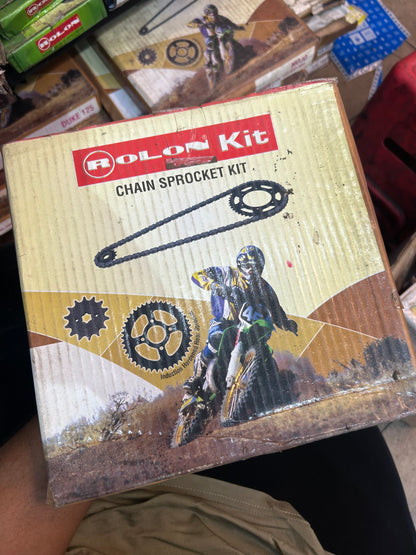 ROLON
DUKE 125
ROLON
ROLON Kit
CHAIN SPROCKET KIT